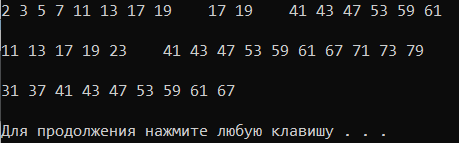 2 3 5 7 11 13 17 19    17 19    41 43 47 53 59 61
11 13 17 19 23    41 43 47 53 59 61 67 71 73 79
31 37 41 43 47 53 59 61 67
Для продолжения нажмите любую клавишу . . .